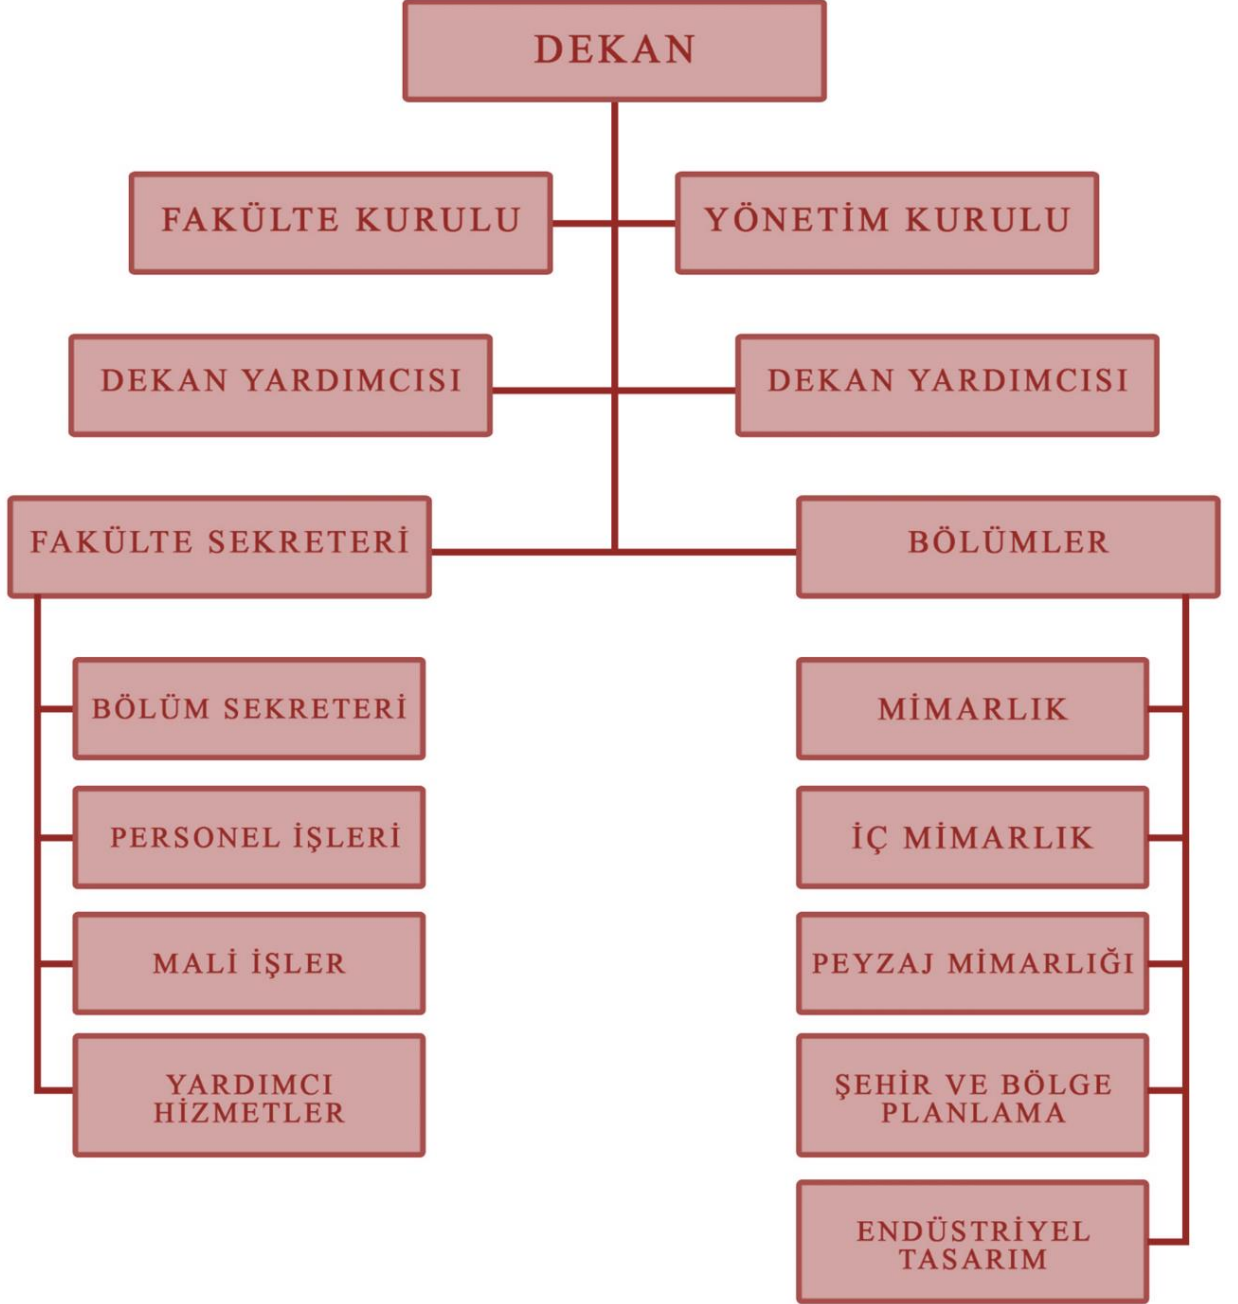 DEKAN
FAKÜLTE KURULU
YÖNETİM KURULU
DEKAN YARDIMCISI
DEKAN YARDIMCISI
FAKÜLTE SEKRETERİ
BÖLÜMLER
BÖLÜM SEKRETERİ
PERSONEL İŞLERİ
MALİ İŞLER
YARDIMCI
HİZMETLER
MİMARLIK
İÇ MİMARLIK
PEYZAJ MİMARLIĞI
ŞEHİR VE BÖLGE
PLANLAMA
ENDÜSTRİYEL
TASARIM